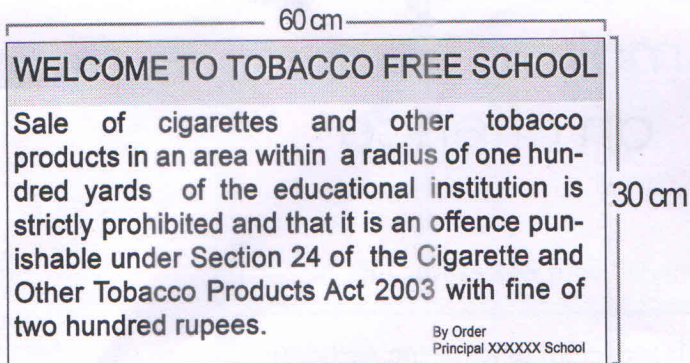 60 cm
WELCOME TO TOBACCO FREE SCHOOL
Sale of cigarettes and other tobacco
products in an area within a radius of one hun-
dred yards of the educational institution is
strictly prohibited and that it is an offence pun-
ishable under Section 24 of the Cigarette and
Other Tobacco Products Act 2003 with fine of
two hundred rupees.
30 cm
By Order
Principal XXXXXX School